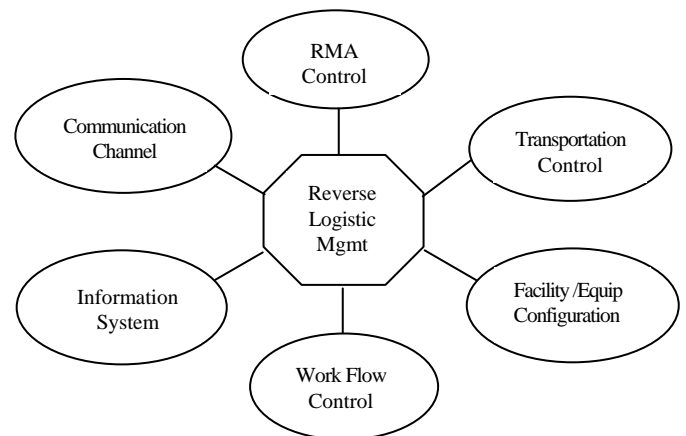 RMA
Control
Communication
Channel
Transportation
Control
Reverse
Logistic
Mgmt
Information
System
Facility /Equip
Configuration
Work Flow
Control